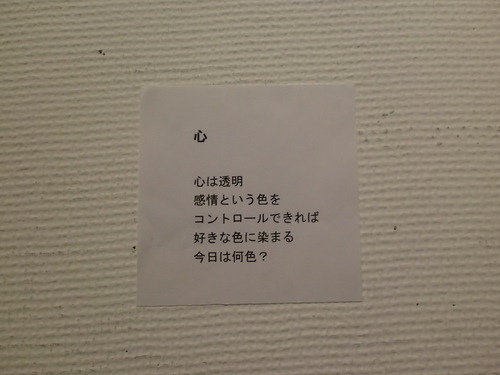 心
心は透明
感情という色を
コントロールできれば
好きな色に染まる
今日は何色？